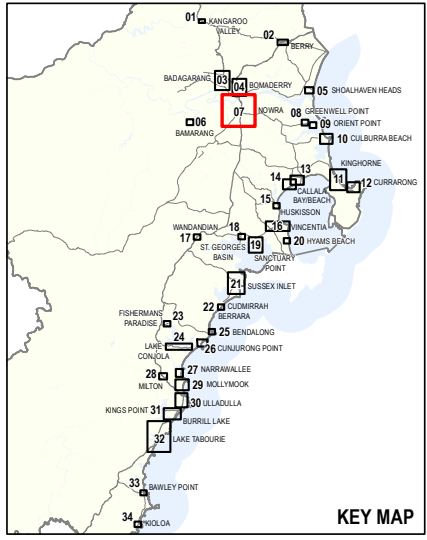 01
KANGAROO
VALLEY
02
BERRY
BADAGARANG
03
04
BOMADERRY
05
SHOALHAVEN HEADS
06
BAMARANG
07
NOWRA
08
GREENWELL POINT
09
ORIENT POINT
10
CULBURRA BEACH
KINGHORNE
11
12
CURRARONG
13
14
CALLALA
BAY/BEACH
15
HUSKISSON
16
VINCENTIA
WANDANDIAN
17
18
ST. GEORGES
BASIN
19
20
HYAMS BEACH
SANCTUARY
POINT
21
SUSSEX INLET
22
CUDMIRRAH
BERRARA
FISHERMANS
PARADISE
23
24
LAKE
CONJOLA
25
BENDALONG
26
CUNJURONG POINT
27
NARRAWALLEE
28
MILTON
29
MOLLYMOOK
30
ULLADULLA
KINGS POINT
31
BURRILL LAKE
32
LAKE TABOURIE
33
BAWLEY POINT
34
KIOLOA
KEY MAP